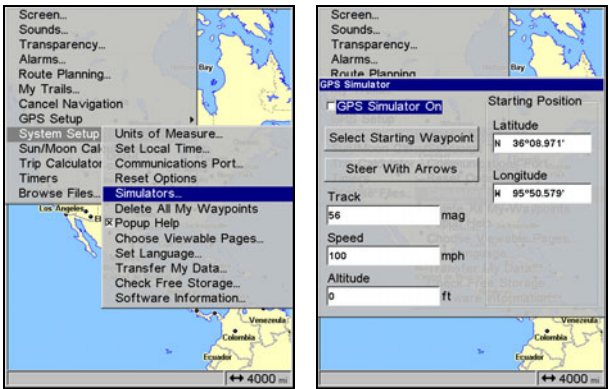 Screen...
Sounds...
Transparency...
Alarms...
Route Planning...
My Trails...
Cancel Navigation
GPS Setup
System Setup
Sun/Moon Cal
Trip Calculator
Timers
Browse Files...
Units of Measure...
Set Local Time...
Communications Port...
Reset Options
Simulators...
Delete All My Waypoints
Popup Help
Choose Viewable Pages...
Set Language...
Transfer My Data...
Check Free Storage...
Software Information...
Bay
Los Angeles
Venezuela
Colombia
Ecuador
4000 mi
Screen...
Sounds...
Transparency...
Alarms...
Route Planning
Bay
GPS Simulator
GPS Simulator On
Select Starting Waypoint
Steer With Arrows
Track
56 mag
Speed
100 mph
Altitude
0 ft
Starting Position
Latitude
N 36°08.971'
Longitude
W 95°50.579'
Venezuela
Colombia
Ecuador
4000 mi